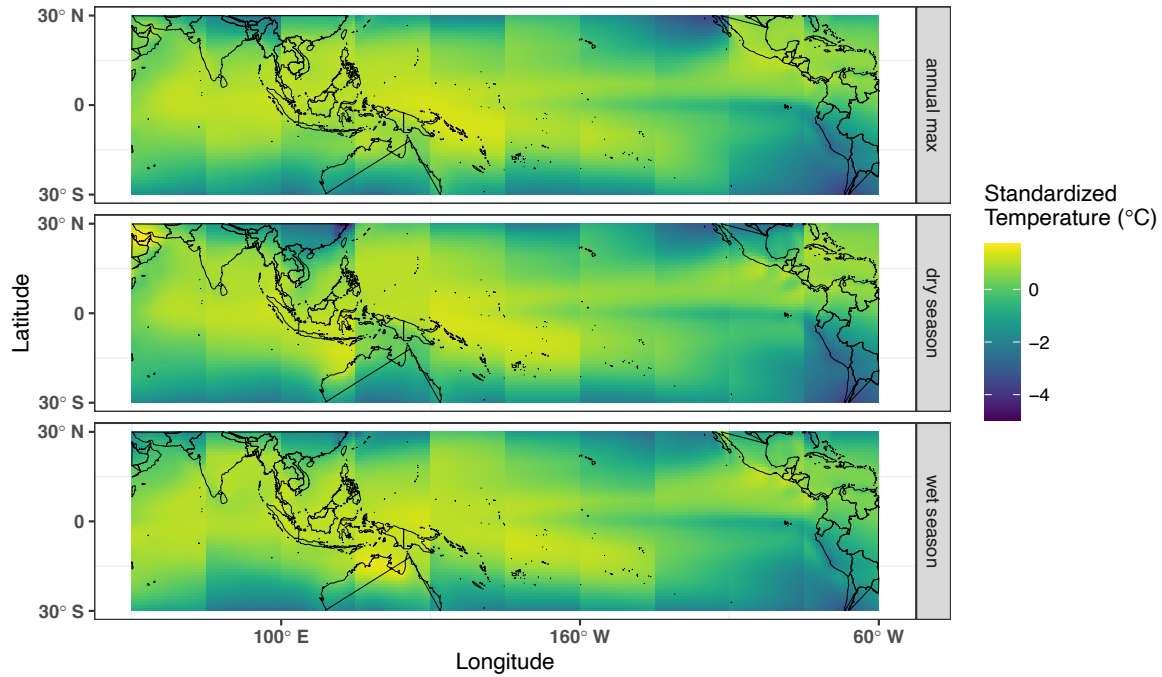 30° N
0
30° S
annual max
30° N
0
30° S
dry season
30° N
0
30° S
wet season
100° E
160° W
60° W
Longitude
Latitude
Standardized
Temperature (°C)
0
−2
−4